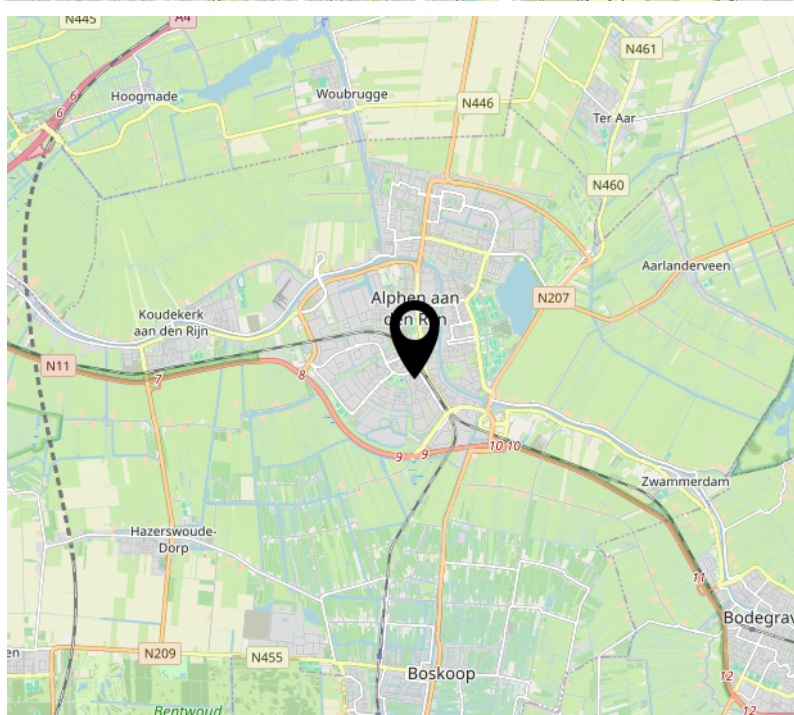 N445
A4
N461
6
Hoogmade
Woubrugge
N446
6
Ter Aar
N460
Aarlanderveen
Alphen aan
N207
Koudekerk
aan den Rijn
N11
7
8
9
9
10
10
Zwammerdam
Hazerswoude-
Dorp
11
Bodegrav
N209
N455
Boskoop
12
12
Bentwoud